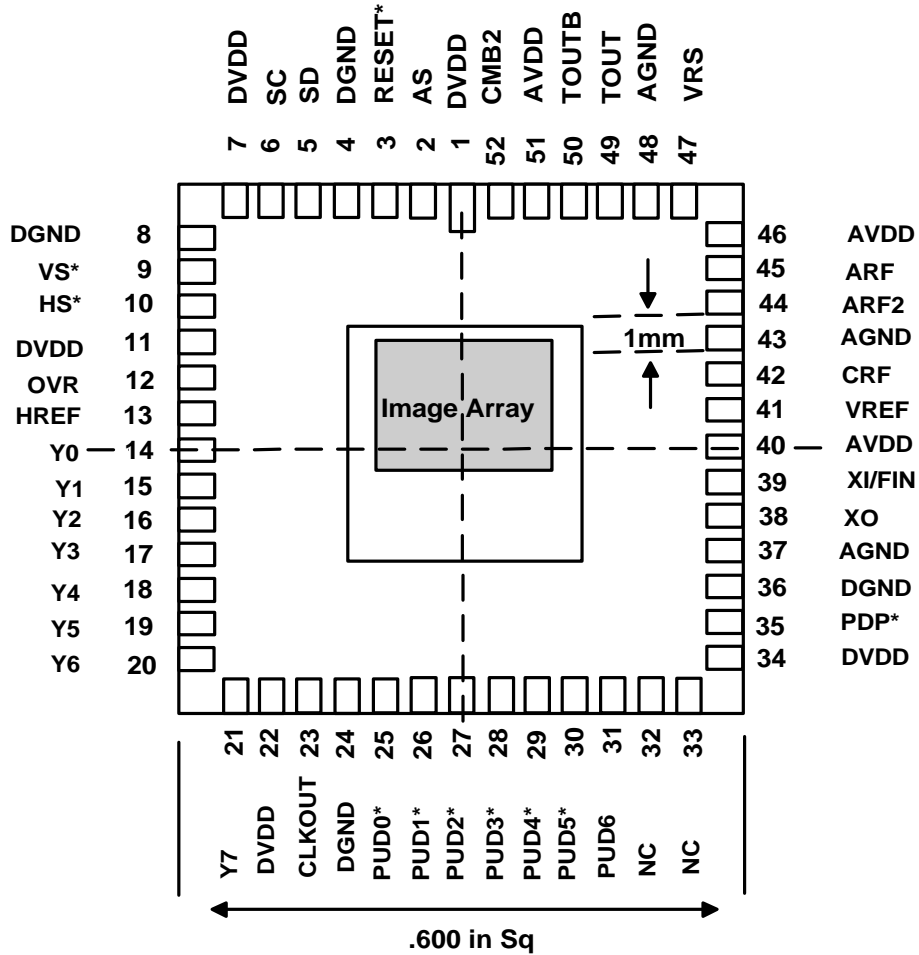 DVDD SC SD DGND RESET* AS DVDD CMB2 AVDD TOUTB TOUT AGND VRS
7 6 5 4 3 2 1 52 51 50 49 48 47
DGND 8 46 AVDD
VS* 9 45 ARF
HS* 10 44 ARF2
DVDD 11 1mm 43 AGND
OVR 12 42 CRF
HREF 13 Image Array 41 VREF
Y0 14 40 AVDD
Y1 15 39 XI/FIN
Y2 16 38 XO
Y3 17 37 AGND
Y4 18 36 DGND
Y5 19 35 PDP*
Y6 20 34 DVDD
21 22 23 24 25 26 27 28 29 30 31 32 33
Y7 DVDD CLKOUT DGND PUD0* PUD1* PUD2* PUD3* PUD4* PUD5* PUD6 NC NC
.600 in Sq